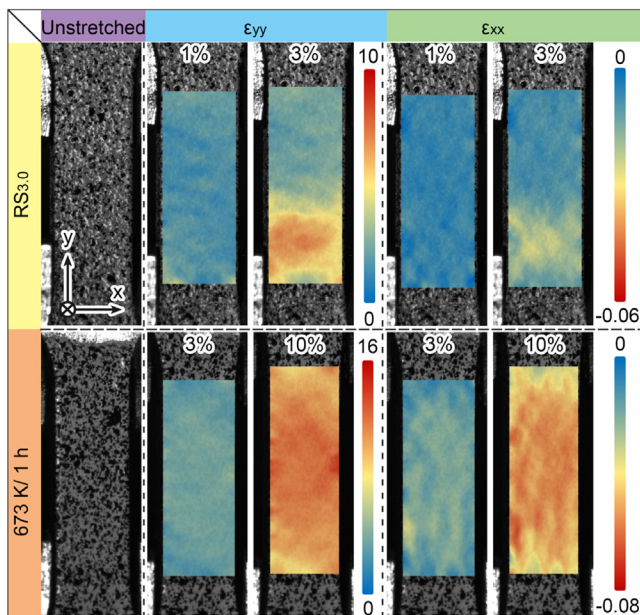 Unstretched εyy εxx
RS3.0
1% 3% 1% 3%
10
0
0
-0.06
y
x
673 K/ 1 h
3% 10% 3% 10%
16
0
0
-0.08